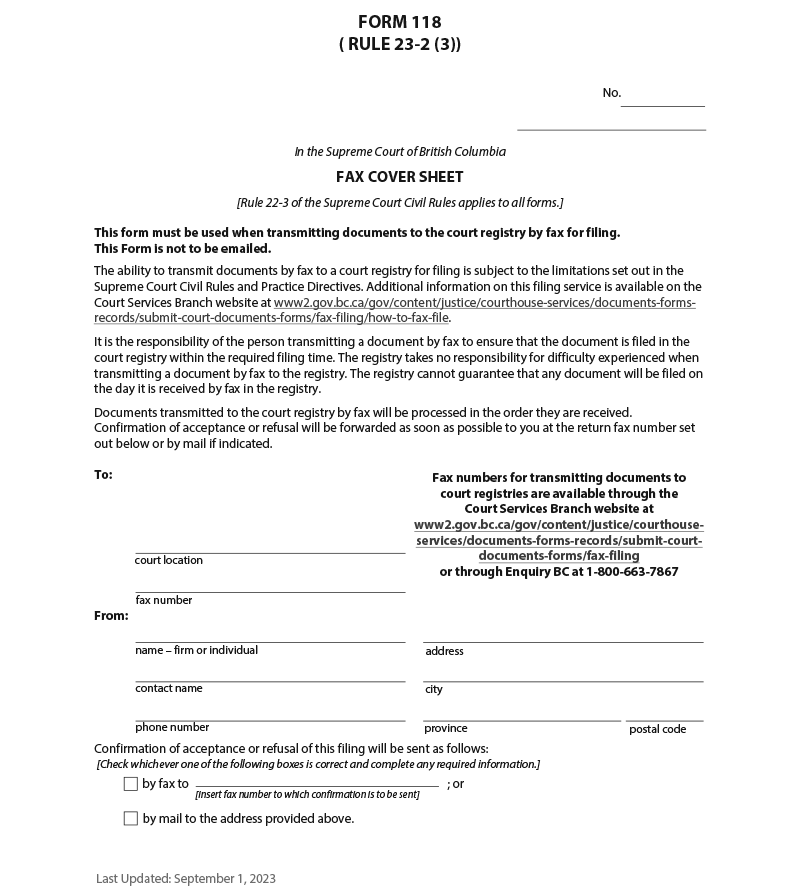 FORM 118
( RULE 23-2 (3))
No.
In the Supreme Court of British Columbia
FAX COVER SHEET
[Rule 22-3 of the Supreme Court Civil Rules applies to all forms.]
This form must be used when transmitting documents to the court registry by fax for filing.
This Form is not to be emailed.
The ability to transmit documents by fax to a court registry for filing is subject to the limitations set out in the
Supreme Court Civil Rules and Practice Directives. Additional information on this filing service is available on the
Court Services Branch website at www2.gov.bc.ca/gov/content/justice/courthouse-services/documents-forms-
records/submit-court-documents-forms/fax-filing/how-to-fax-file.
It is the responsibility of the person transmitting a document by fax to ensure that the document is filed in the
court registry within the required filing time. The registry takes no responsibility for difficulty experienced when
transmitting a document by fax to the registry. The registry cannot guarantee that any document will be filed on
the day it is received by fax in the registry.
Documents transmitted to the court registry by fax will be processed in the order they are received.
Confirmation of acceptance or refusal will be forwarded as soon as possible to you at the return fax number set
out below or by mail if indicated.
To:
court location
fax number
Fax numbers for transmitting documents to
court registries are available through the
Court Services Branch website at
www2.gov.bc.ca/gov/content/justice/courthouse-
services/documents-forms-records/submit-court-
documents-forms/fax-filing
or through Enquiry BC at 1-800-663-7867
From:
name – firm or individual
address
contact name
city
phone number
province
postal code
Confirmation of acceptance or refusal of this filing will be sent as follows:
[Check whichever one of the following boxes is correct and complete any required information.]
by fax to ; or
[insert fax number to which confirmation is to be sent]
by mail to the address provided above.
Last Updated: September 1, 2023